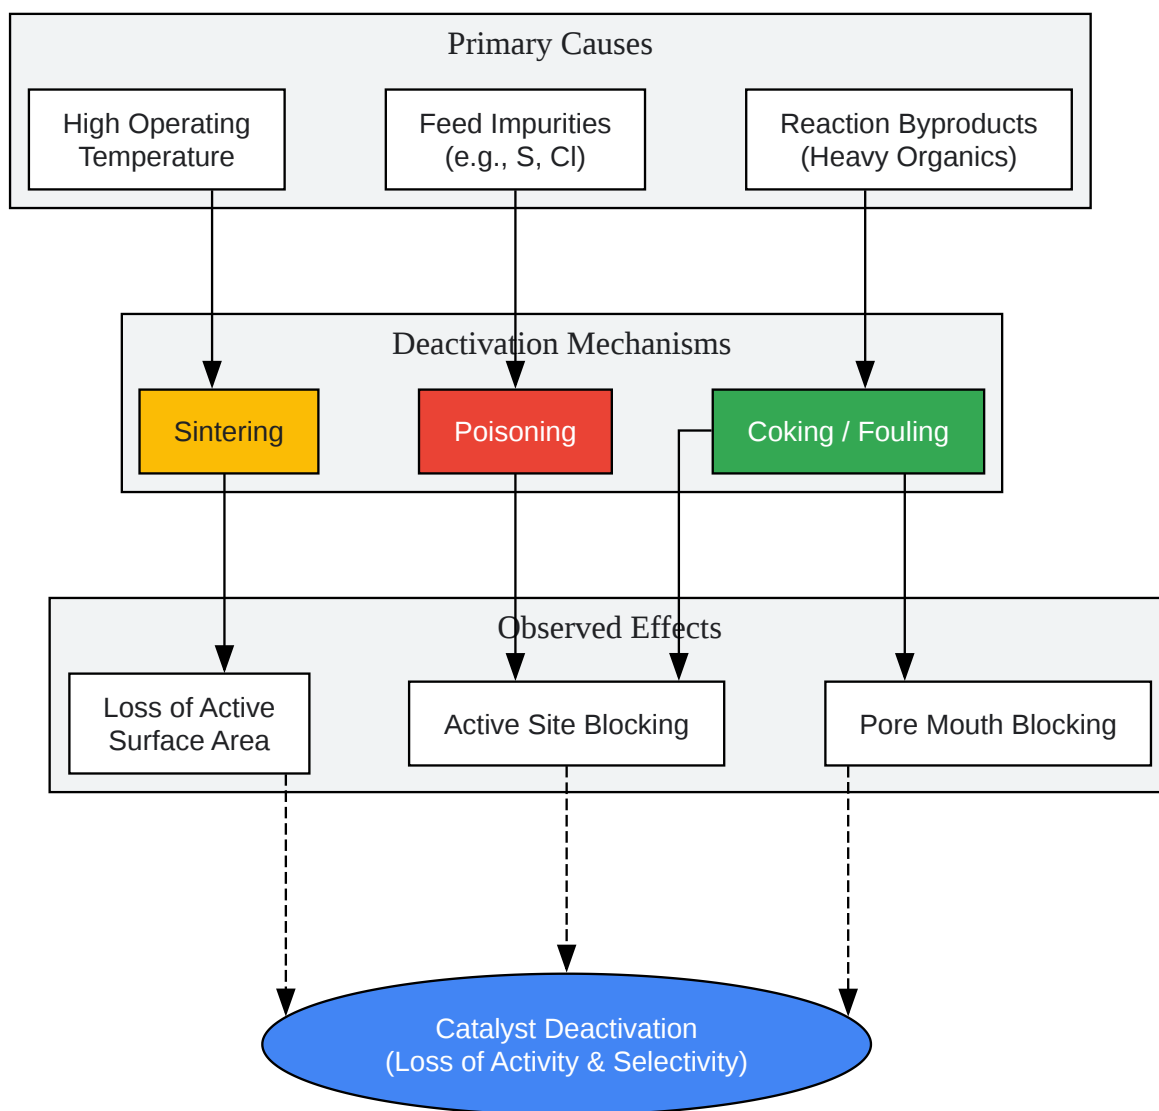 Primary Causes
High Operating
Temperature
Feed Impurities
(e.g., S, Cl)
Reaction Byproducts
(Heavy Organics)
Deactivation Mechanisms
Sintering
Poisoning
Coking / Fouling
Observed Effects
Loss of Active
Surface Area
Active Site Blocking
Pore Mouth Blocking
Catalyst Deactivation
(Loss of Activity & Selectivity)